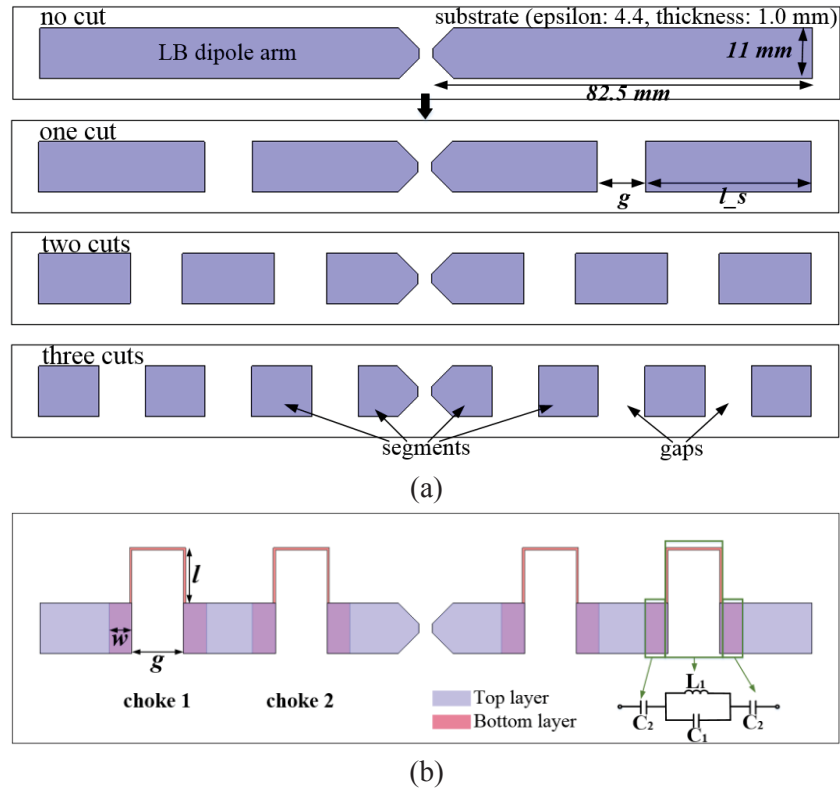 no cut
substrate (epsilon: 4.4, thickness: 1.0 mm)
LB dipole arm
11 mm
82.5 mm
one cut
g
l_s
two cuts
three cuts
segments
gaps
(a)
l
w
g
choke 1
choke 2
Top layer
Bottom layer
L₁
C₂
C₁
C₂
(b)